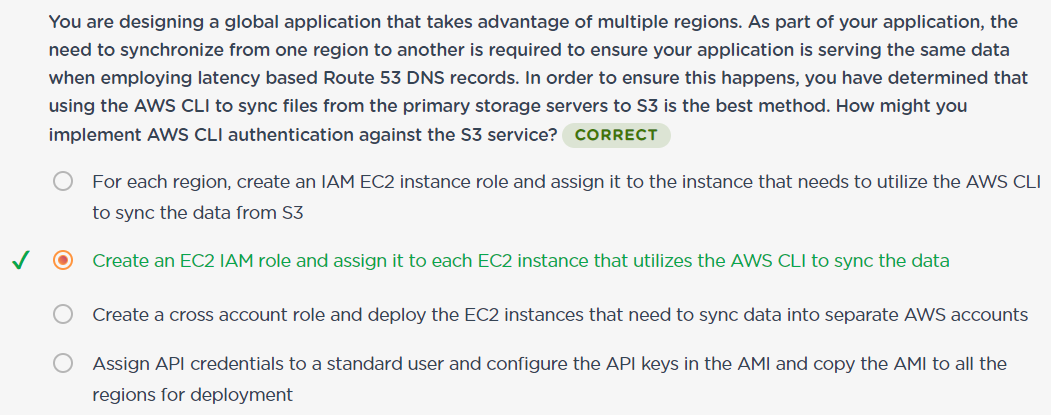 You are designing a global application that takes advantage of multiple regions. As part of your application, the
need to synchronize from one region to another is required to ensure your application is serving the same data
when employing latency based Route 53 DNS records. In order to ensure this happens, you have determined that
using the AWS CLI to sync files from the primary storage servers to S3 is the best method. How might you
implement AWS CLI authentication against the S3 service? CORRECT
For each region, create an IAM EC2 instance role and assign it to the instance that needs to utilize the AWS CLI
to sync the data from S3
Create an EC2 IAM role and assign it to each EC2 instance that utilizes the AWS CLI to sync the data
Create a cross account role and deploy the EC2 instances that need to sync data into separate AWS accounts
Assign API credentials to a standard user and configure the API keys in the AMI and copy the AMI to all the
regions for deployment